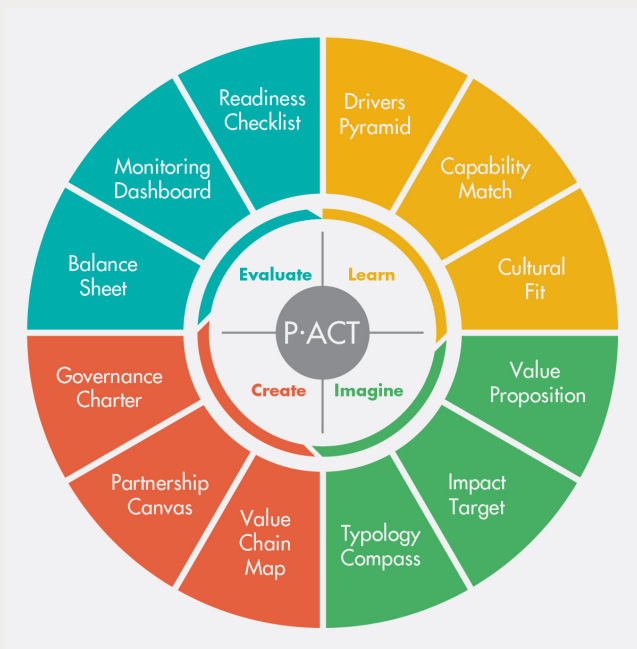 Readiness
Checklist
Drivers
Pyramid
Monitoring
Dashboard
Capability
Match
Balance
Sheet
Cultural
Fit
Evaluate
Learn
P·ACT
Create
Imagine
Governance
Charter
Value
Proposition
Partnership
Canvas
Impact
Target
Value
Chain
Map
Typology
Compass